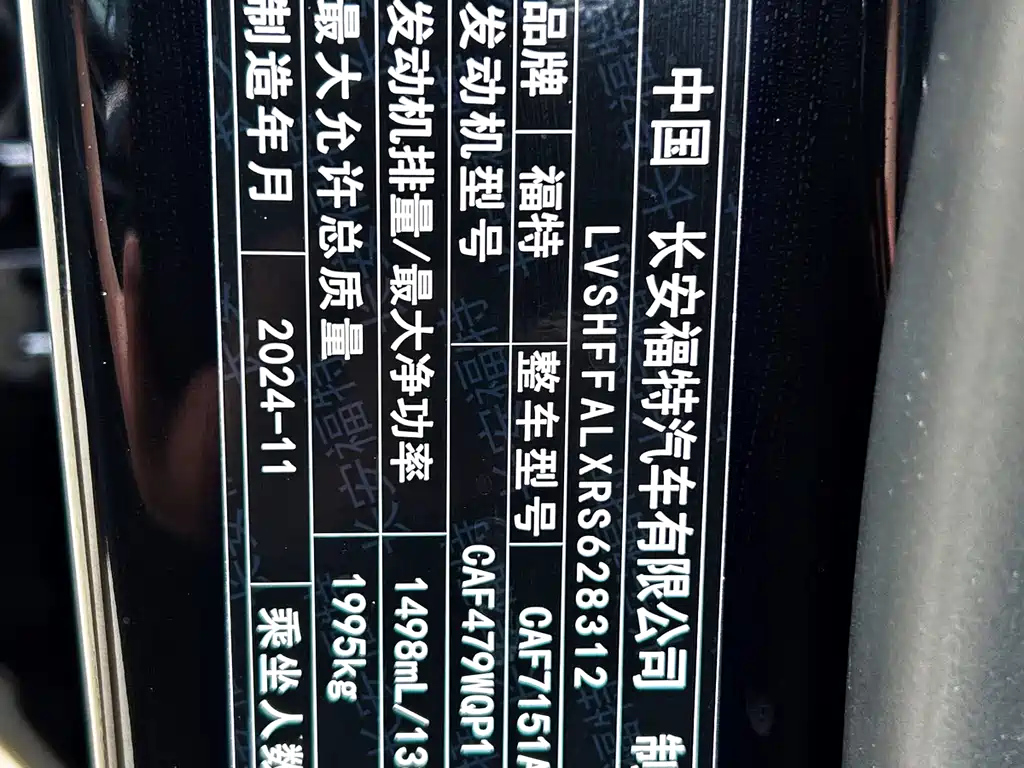 中国 长安福特汽车有限公司 制
LVSHFFALXRS628312
品牌 福特 整车型号 CAF7151A
发动机型号 CAF479WQP1
发动机排量/最大净功率 1498mL/13
最大允许总质量 1995kg
制造年月 2024-11 乘坐人数